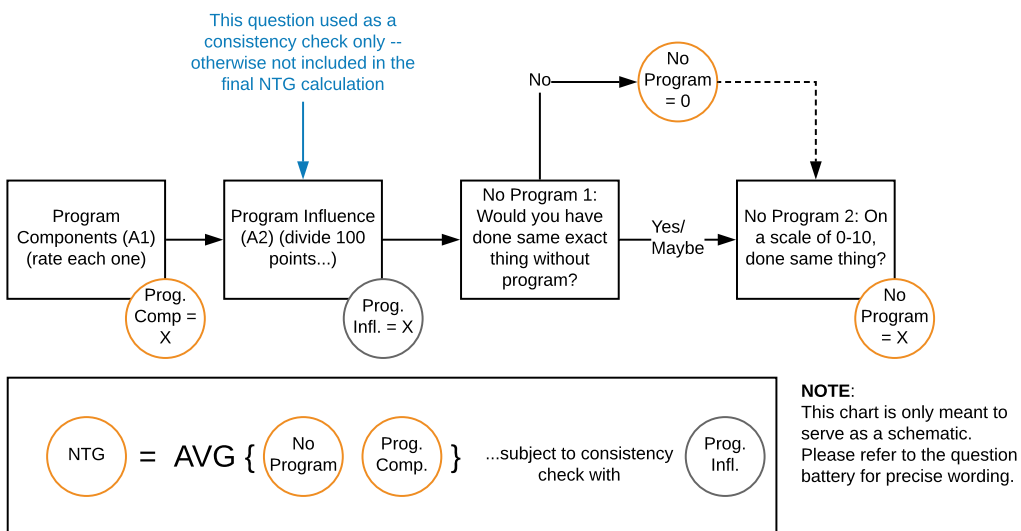 This question used as a
consistency check only --
otherwise not included in the
final NTG calculation
No
No
Program
= 0
Program
Components (A1)
(rate each one)
Prog.
Comp =
X
Program Influence
(A2) (divide 100
points...)
Prog.
Infl. = X
No Program 1:
Would you have
done same exact
thing without
program?
Yes/
Maybe
No Program 2: On
a scale of 0-10,
done same thing?
No
Program
= X
NTG
=
AVG {
No
Program
Prog.
Comp.
}
...subject to consistency
check with
Prog.
Infl.
NOTE:
This chart is only meant to
serve as a schematic.
Please refer to the question
battery for precise wording.